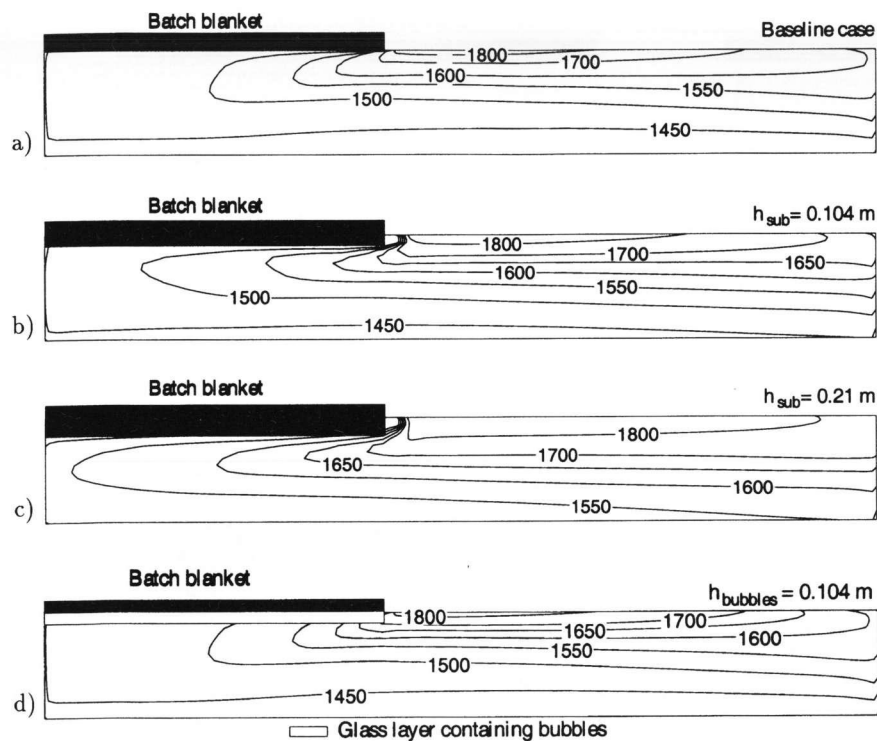 Batch blanket
Baseline case
1800
1700
1600
1550
1500
1450
a)
Batch blanket
h_sub = 0.104 m
1800
1700
1650
1600
1550
1500
1450
b)
Batch blanket
h_sub = 0.21 m
1800
1700
1650
1600
1550
c)
Batch blanket
h_bubbles = 0.104 m
1800
1700
1650
1600
1550
1500
1450
d)
Glass layer containing bubbles